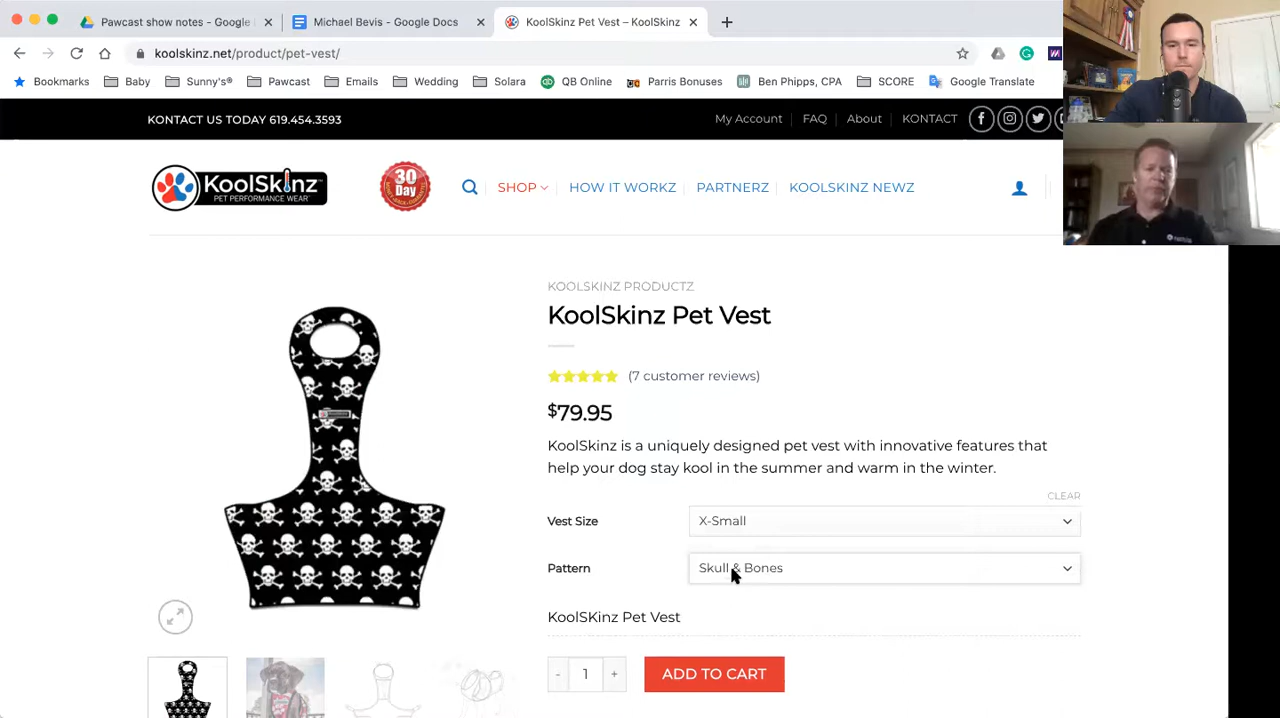 Pawcast show notes - Google
Michael Bevis - Google Docs
KoolSkinz Pet Vest – KoolSkinz
koolskinz.net/product/pet-vest/
Bookmarks Baby Sunny's® Pawcast Emails Wedding Solara QB Online Parris Bonuses Ben Phipps, CPA SCORE Google Translate
KONTACT US TODAY 619.454.3593
My Account FAQ About KONTACT
KoolSkinz
PET PERFORMANCE WEAR
30 Day
SHOP HOW IT WORKZ PARTNERZ KOOLSKINZ NEWZ
KOOLSKINZ PRODUCTZ
KoolSkinz Pet Vest
(7 customer reviews)
$79.95
KoolSkinz is a uniquely designed pet vest with innovative features that
help your dog stay kool in the summer and warm in the winter.
CLEAR
Vest Size X-Small
Pattern Skull & Bones
KoolSKinz Pet Vest
- 1 + ADD TO CART